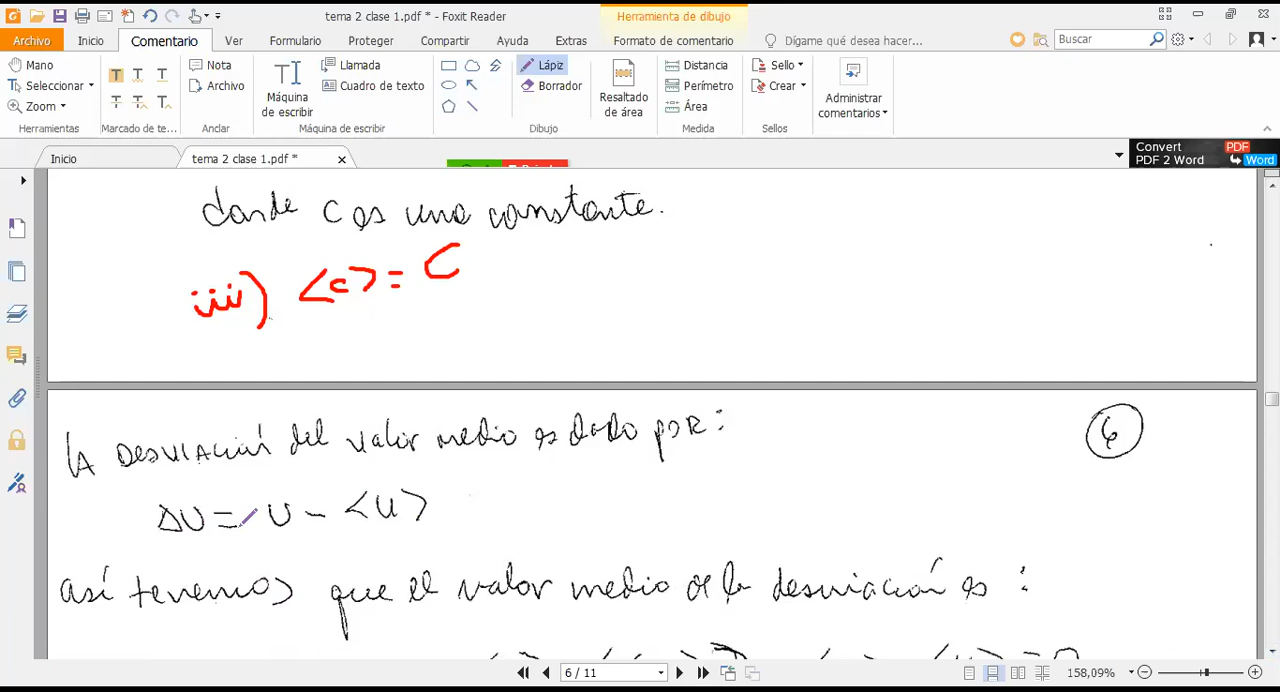 tema 2 clase 1.pdf * - Foxit Reader
Herramienta de dibujo
Archivo Inicio Comentario Ver Formulario Proteger Compartir Ayuda Extras Formato de comentario Dígame qué desea hacer... Buscar
Mano
Seleccionar
Zoom
Herramientas
T T T
T T T
Marcado de te...
Nota
Archivo
Anclar
Máquina de escribir
Llamada
Cuadro de texto
Máquina de escribir
Lápiz
Borrador
Dibujo
Resaltado de área
Distancia
Perímetro
Área
Medida
Sello
Crear
Sellos
Administrar comentarios
Inicio
tema 2 clase 1.pdf *
Convert PDF
PDF 2 Word Word
donde C es una constante.
iiii) <c> = C
6
La desviación del valor medio es dado por:
ΔU = U - <U>
así tenemos que el valor medio de la desviación es:
6 / 11
158,09%